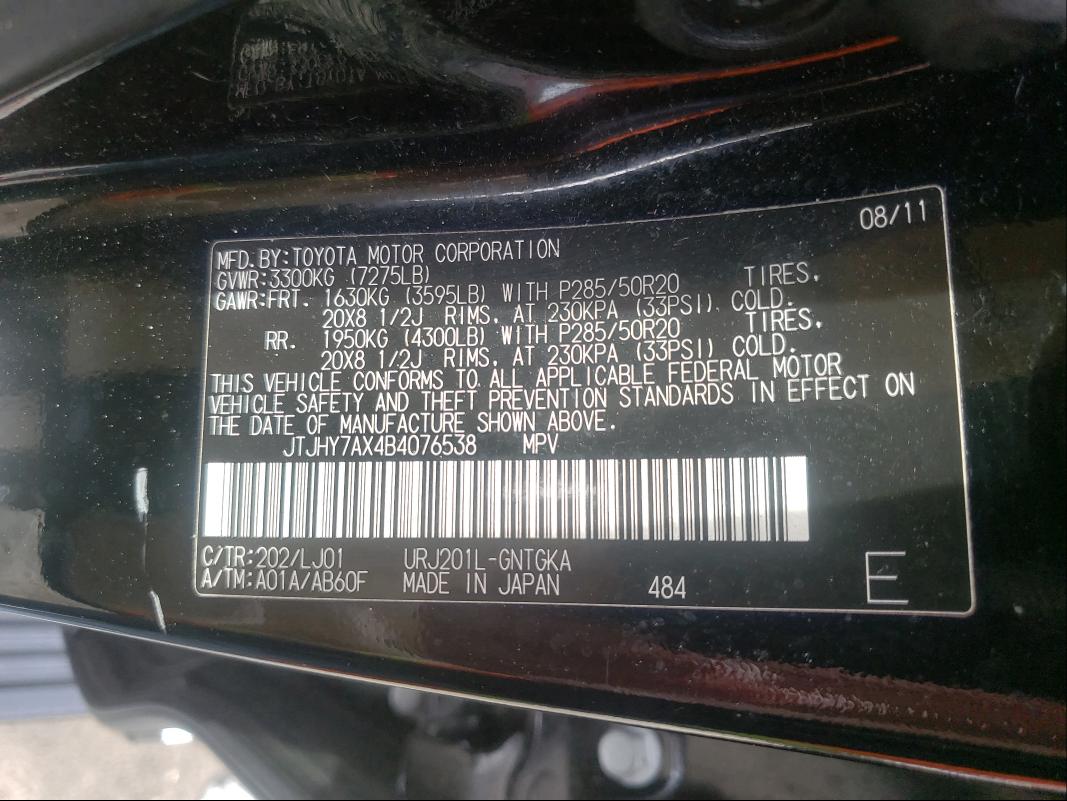 08/11
MFD. BY:TOYOTA MOTOR CORPORATION
GVWR:3300KG (7275LB)
GAWR:FRT. 1630KG (3595LB) WITH P285/50R20 TIRES,
20X8 1/2J RIMS, AT 230KPA (33PSI) COLD.
RR. 1950KG (4300LB) WITH P285/50R20 TIRES,
20X8 1/2J RIMS, AT 230KPA (33PSI) COLD.
THIS VEHICLE CONFORMS TO ALL APPLICABLE FEDERAL MOTOR
VEHICLE SAFETY AND THEFT PREVENTION STANDARDS IN EFFECT ON
THE DATE OF MANUFACTURE SHOWN ABOVE.
JTJHY7AX4B4076538 MPV
C/TR:202/LJ01 URJ201L-GNTGKA
A/TM:A01A/AB60F MADE IN JAPAN 484 E